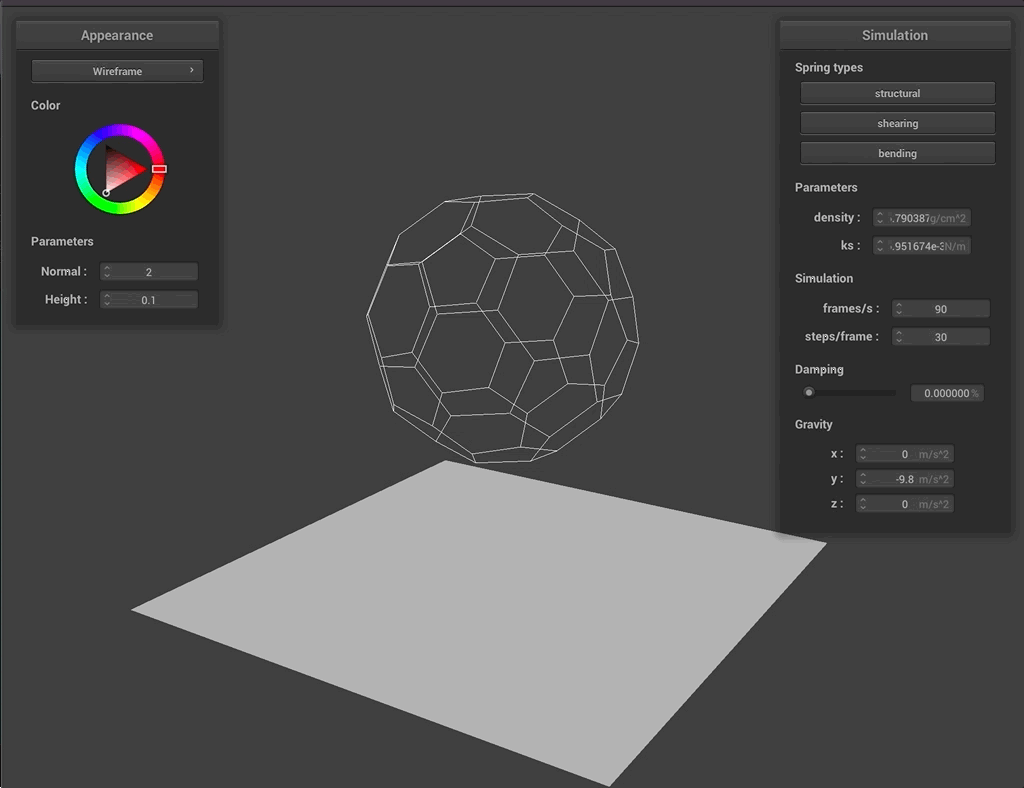 Appearance
Wireframe
Color
Parameters
Normal : 2
Height : 0.1
Simulation
Spring types
structural
shearing
bending
Parameters
density : .790387g/cm^2
ks : .951674e-3N/m
Simulation
frames/s : 90
steps/frame : 30
Damping
0.000000 %
Gravity
x : 0 m/s^2
y : -9.8 m/s^2
z : 0 m/s^2